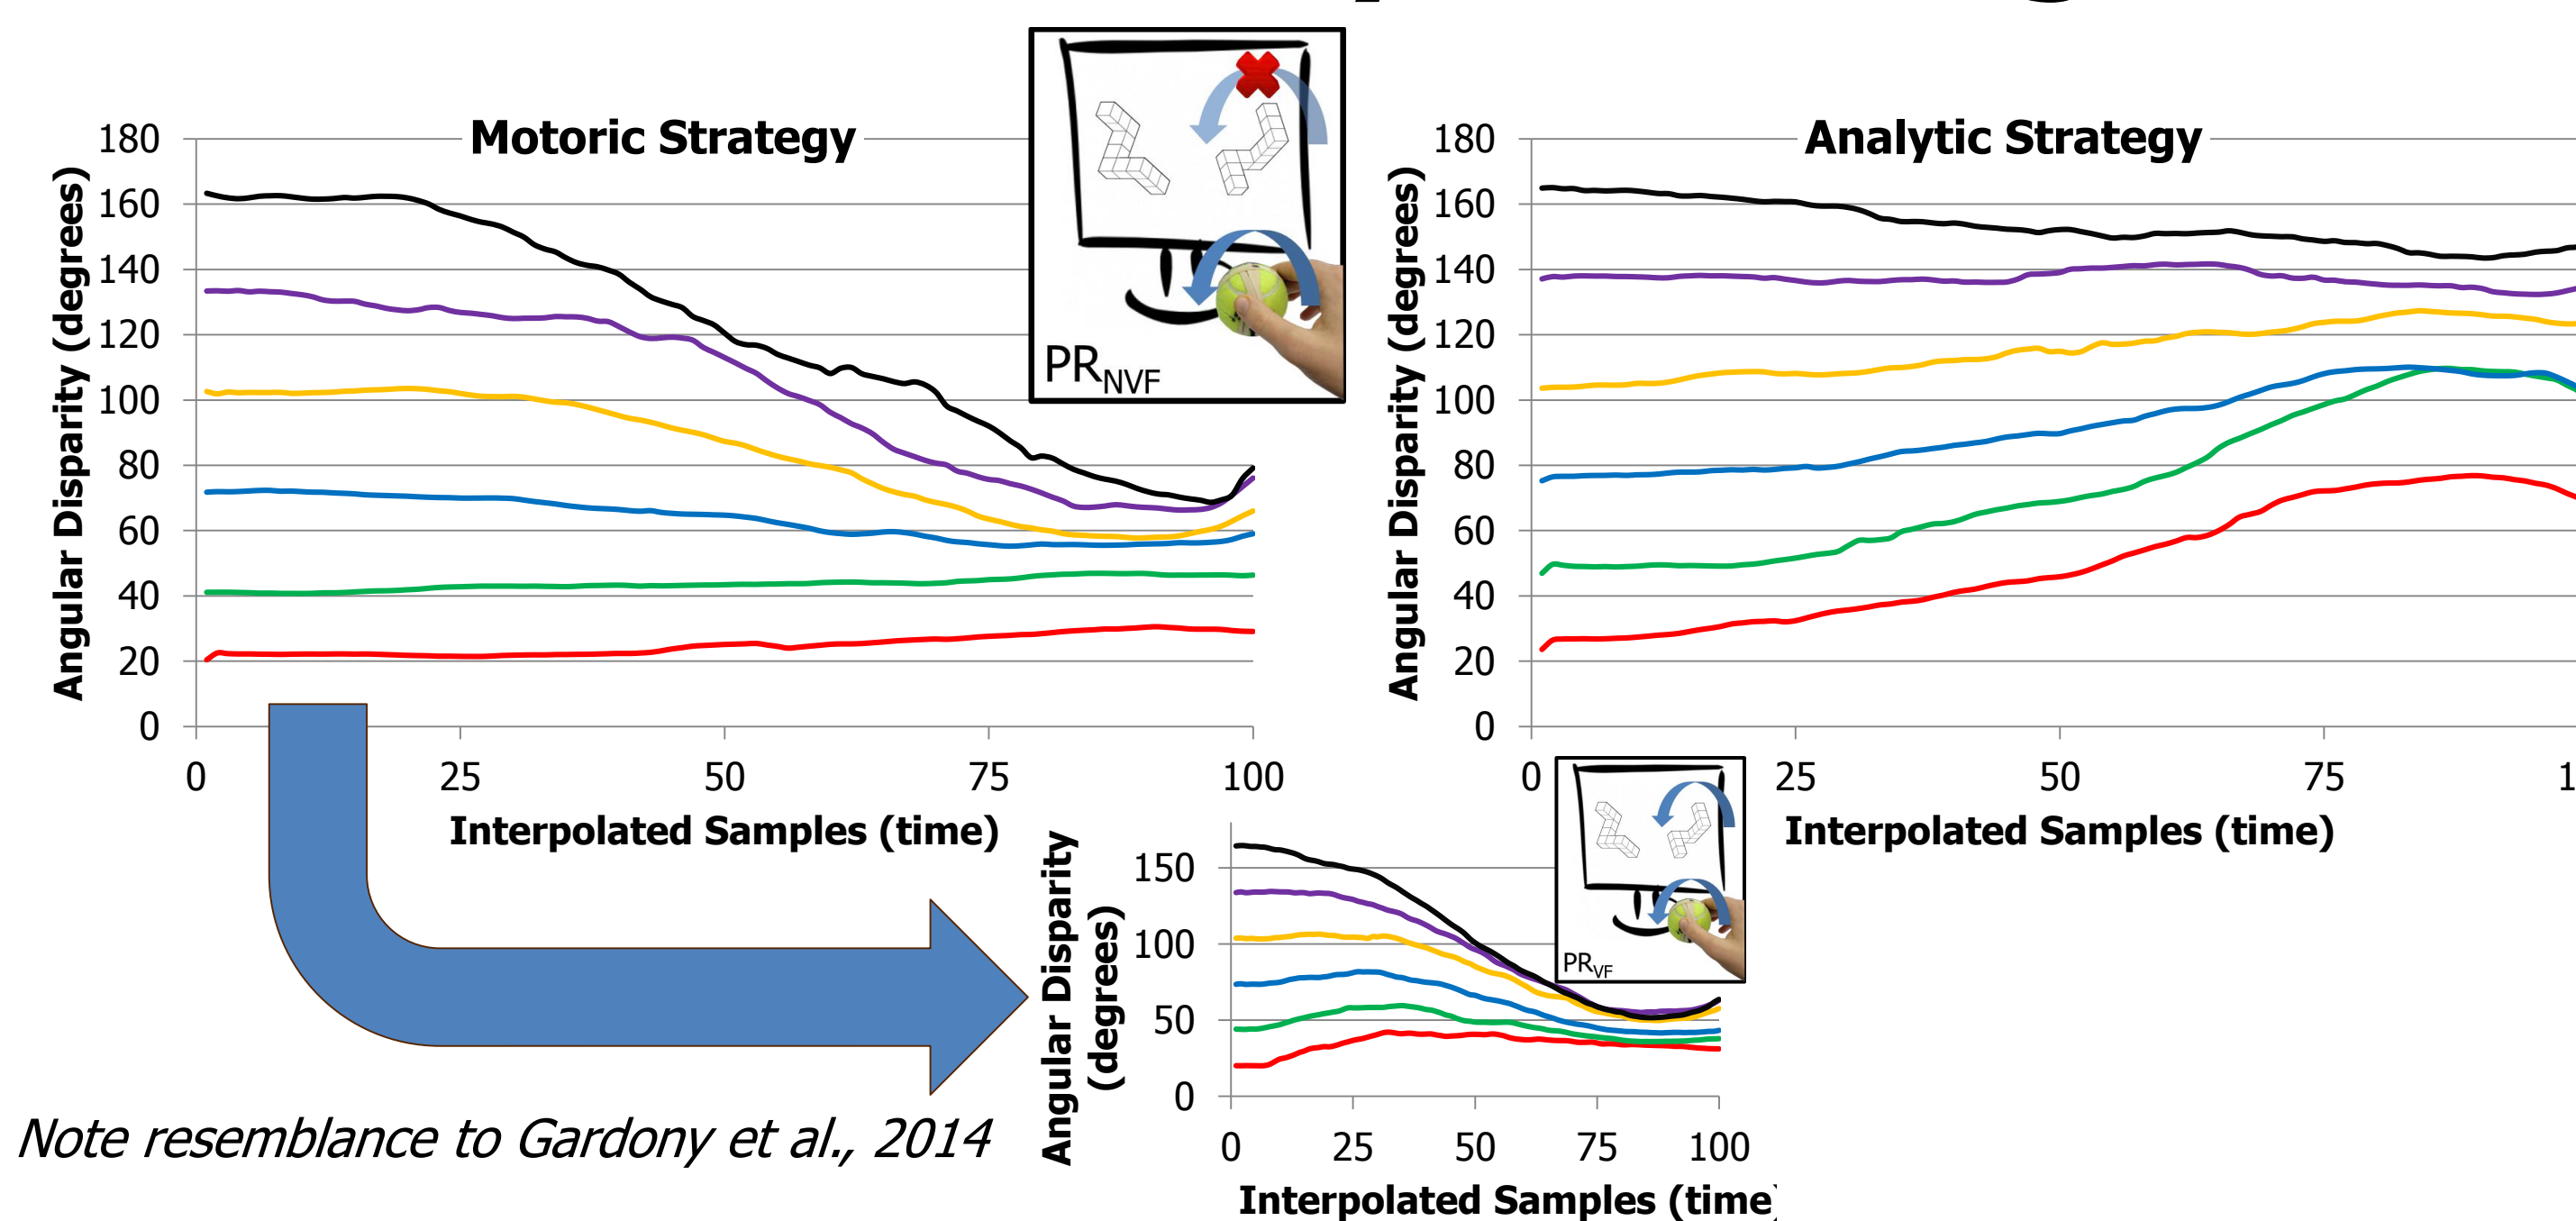 Motoric Strategy
180
160
140
120
100
80
60
40
20
0
Angular Disparity (degrees)
0 25 50 75 100
Interpolated Samples (time)
PRNVF
Analytic Strategy
180
160
140
120
100
80
60
40
20
0
Angular Disparity (degrees)
0 25 50 75
Interpolated Samples (time)
Angular Disparity
(degrees)
150
100
50
0
PRVF
0 25 50 75 100
Interpolated Samples (time
Note resemblance to Gardony et al., 2014